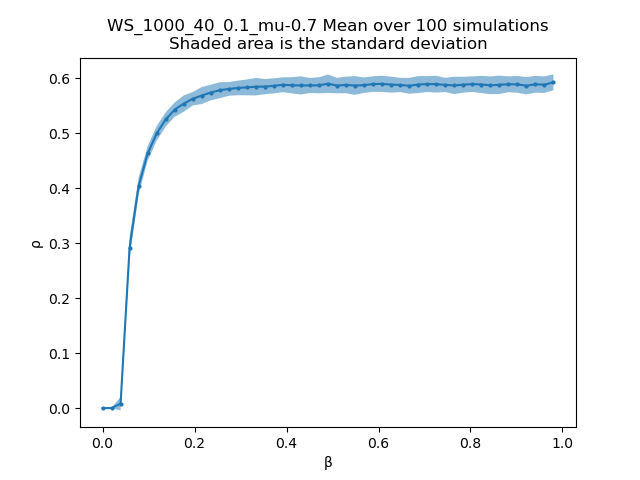 WS_1000_40_0.1_mu-0.7 Mean over 100 simulations
Shaded area is the standard deviation
0.6
0.5
0.4
0.3
0.2
0.1
0.0
ρ
0.0 0.2 0.4 0.6 0.8 1.0
β